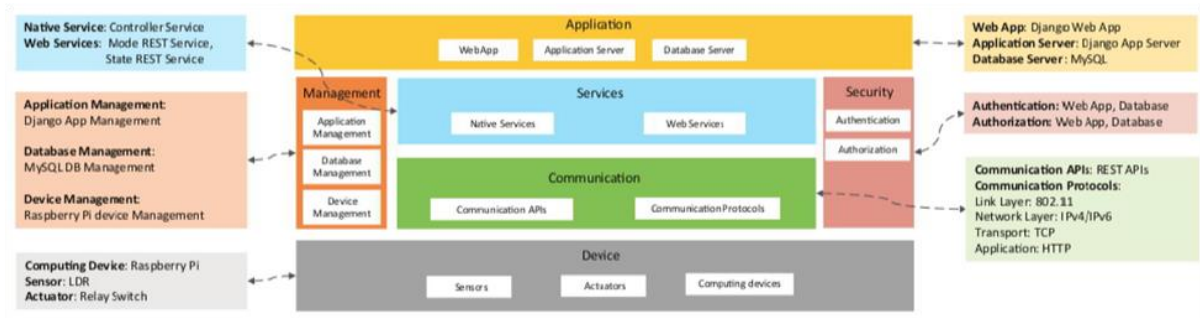 Native Service: Controller Service
Web Services: Mode REST Service,
State REST Service
Application Management:
Django App Management
Database Management:
MySQL DB Management
Device Management:
Raspberry Pi device Management
Computing Device: Raspberry Pi
Sensor: LDR
Actuator: Relay Switch
Application
WebApp
Application Server
Database Server
Management
Application
Management
Database
Management
Device
Management
Services
Native Services
Web Services
Communication
Communication APIs
Communication Protocols
Security
Authentication
Authorization
Device
Sensors
Actuators
Computing devices
Web App: Django Web App
Application Server: Django App Server
Database Server: MySQL
Authentication: Web App, Database
Authorization: Web App, Database
Communication APIs: REST APIs
Communication Protocols:
Link Layer: 802.11
Network Layer: IPv4/IPv6
Transport: TCP
Application: HTTP